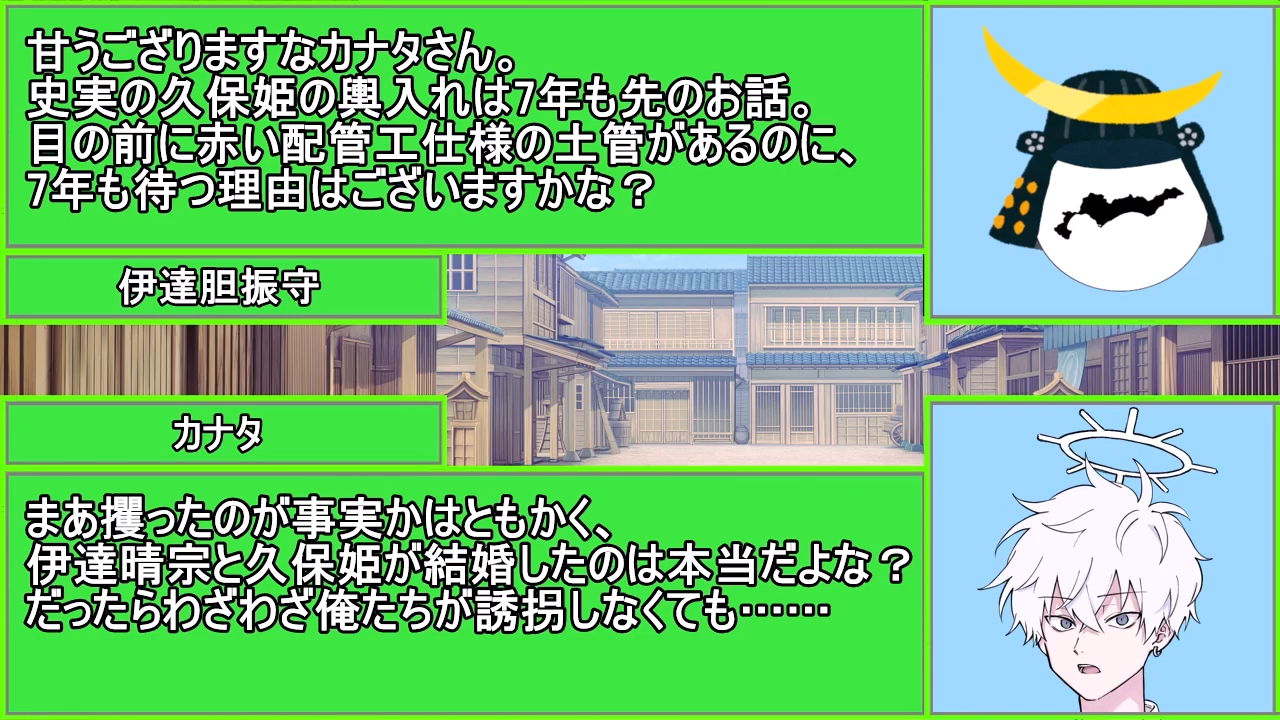 甘うござりますなカナタさん。
史実の久保姫の輿入れは7年も先のお話。
目の前に赤い配管工仕様の土管があるのに、
7年も待つ理由はございますかな？
伊達胆振守
カナタ
まあ攫ったのが事実かはともかく、
伊達晴宗と久保姫が結婚したのは本当だよな？
だったらわざわざ俺たちが誘拐しなくても……